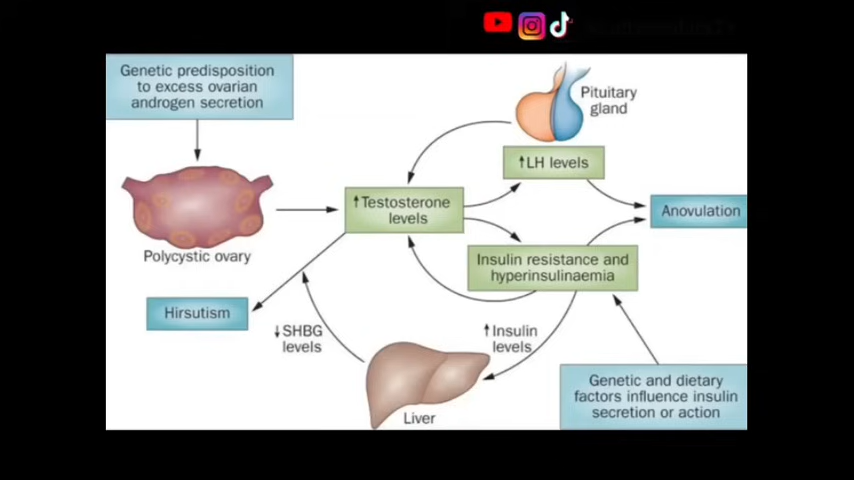 Genetic predisposition
to excess ovarian
androgen secretion
Pituitary
gland
↑LH levels
↑Testosterone
levels
Anovulation
Polycystic ovary
Insulin resistance and
hyperinsulinaemia
Hirsutism
↓SHBG
levels
↑Insulin
levels
Liver
Genetic and dietary
factors influence insulin
secretion or action